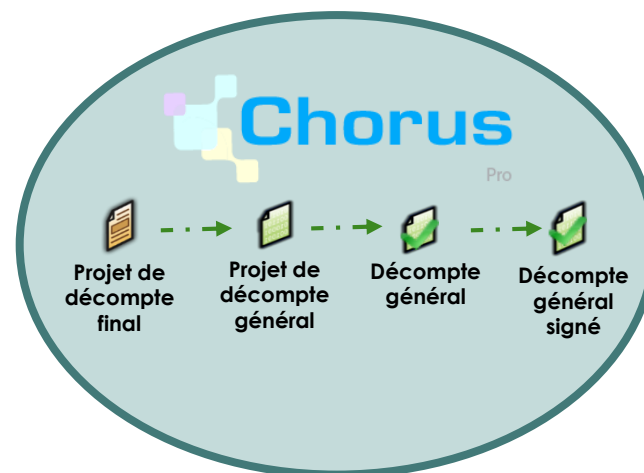 Chorus
Pro
Projet de
décompte
final
Projet de
décompte
général
Décompte
général
Décompte
général
signé